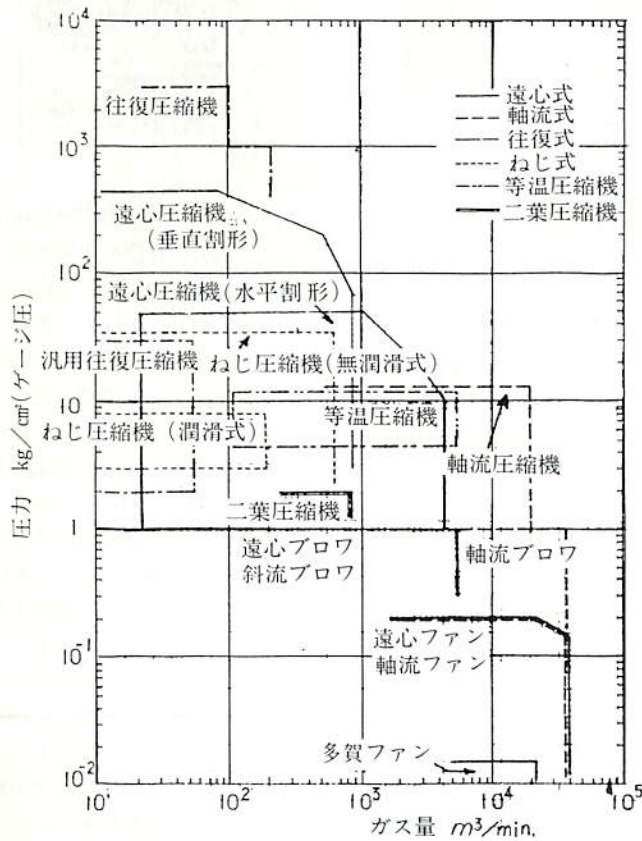 10⁴
10³
10²
10
1
10⁻¹
10⁻²
圧力 kg/㎠(ゲージ圧)
往復圧縮機
遠心式
軸流式
往復式
ねじ式
等温圧縮機
二葉圧縮機
遠心圧縮機
(垂直割形)
遠心圧縮機(水平割形)
汎用往復圧縮機
ねじ圧縮機(無潤滑式)
等温圧縮機
ねじ圧縮機(潤滑式)
軸流圧縮機
二葉圧縮機
遠心ブロワ
斜流ブロワ
軸流ブロワ
遠心ファン
軸流ファン
多賀ファン
10¹
10²
10³
10⁴
10⁵
ガス量 m³/min.